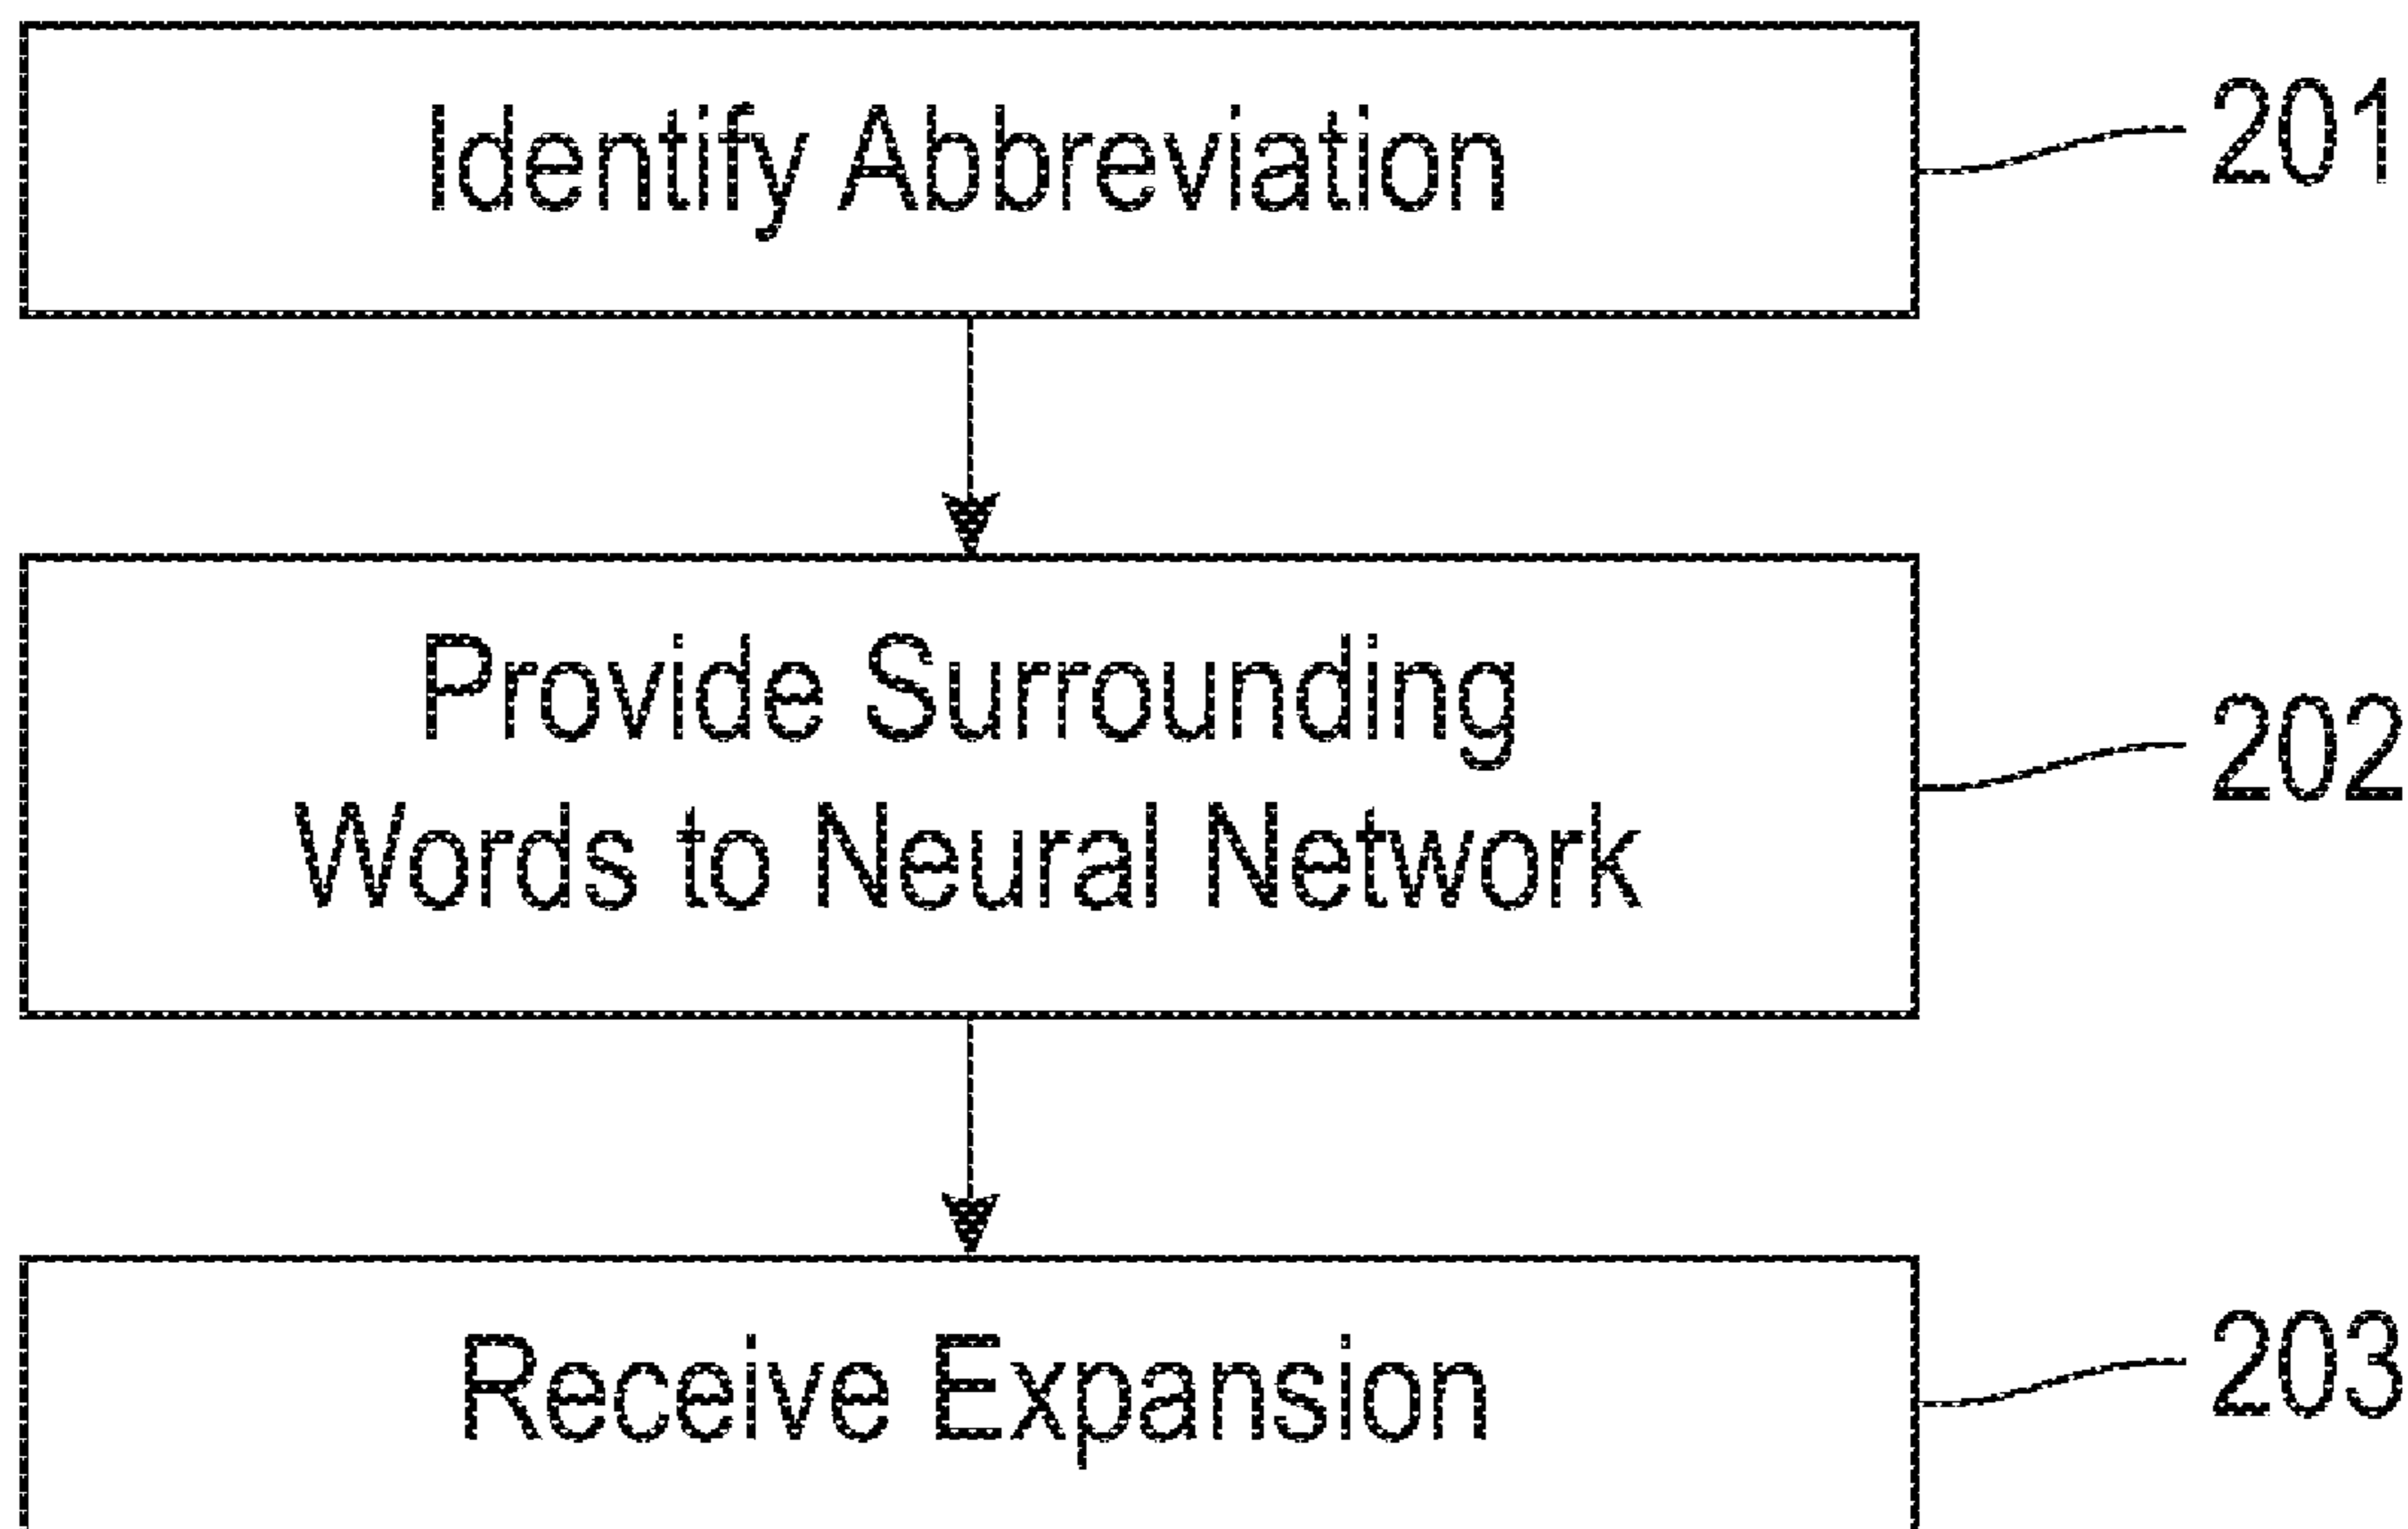 Identify Abbreviation
201
Provide Surrounding
Words to Neural Network
202
Receive Expansion
203